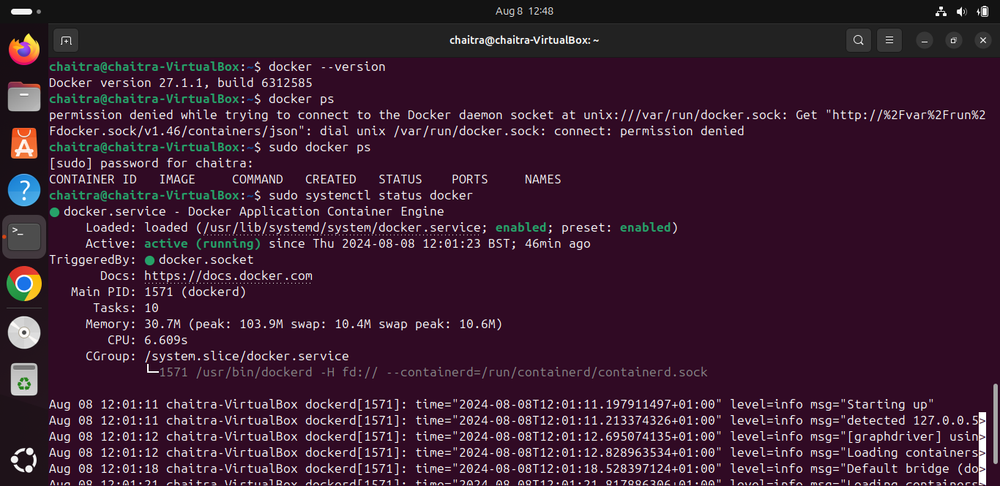 Aug 8 12:48
chaitra@chaitra-VirtualBox: ~
chaitra@chaitra-VirtualBox:~$ docker --version
Docker version 27.1.1, build 6312585
chaitra@chaitra-VirtualBox:~$ docker ps
permission denied while trying to connect to the Docker daemon socket at unix:///var/run/docker.sock: Get "http://%2Fvar%2Frun%2
Fdocker.sock/v1.46/containers/json": dial unix /var/run/docker.sock: connect: permission denied
chaitra@chaitra-VirtualBox:~$ sudo docker ps
[sudo] password for chaitra:
CONTAINER ID   IMAGE     COMMAND   CREATED   STATUS    PORTS     NAMES
chaitra@chaitra-VirtualBox:~$ sudo systemctl status docker
● docker.service - Docker Application Container Engine
     Loaded: loaded (/usr/lib/systemd/system/docker.service; enabled; preset: enabled)
     Active: active (running) since Thu 2024-08-08 12:01:23 BST; 46min ago
TriggeredBy: ● docker.socket
       Docs: https://docs.docker.com
   Main PID: 1571 (dockerd)
      Tasks: 10
     Memory: 30.7M (peak: 103.9M swap: 10.4M swap peak: 10.6M)
        CPU: 6.609s
     CGroup: /system.slice/docker.service
             └─1571 /usr/bin/dockerd -H fd:// --containerd=/run/containerd/containerd.sock
Aug 08 12:01:11 chaitra-VirtualBox dockerd[1571]: time="2024-08-08T12:01:11.197911497+01:00" level=info msg="Starting up"
Aug 08 12:01:11 chaitra-VirtualBox dockerd[1571]: time="2024-08-08T12:01:11.213374326+01:00" level=info msg="detected 127.0.0.5>
Aug 08 12:01:12 chaitra-VirtualBox dockerd[1571]: time="2024-08-08T12:01:12.695074135+01:00" level=info msg="[graphdriver] usin>
Aug 08 12:01:12 chaitra-VirtualBox dockerd[1571]: time="2024-08-08T12:01:12.828963534+01:00" level=info msg="Loading containers>
Aug 08 12:01:18 chaitra-VirtualBox dockerd[1571]: time="2024-08-08T12:01:18.528397124+01:00" level=info msg="Default bridge (do>
Aug 08 12:01:21 chaitra-VirtualBox dockerd[1571]: time="2024-08-08T12:01:21.817886306+01:00" level=info msg="Loading containers>